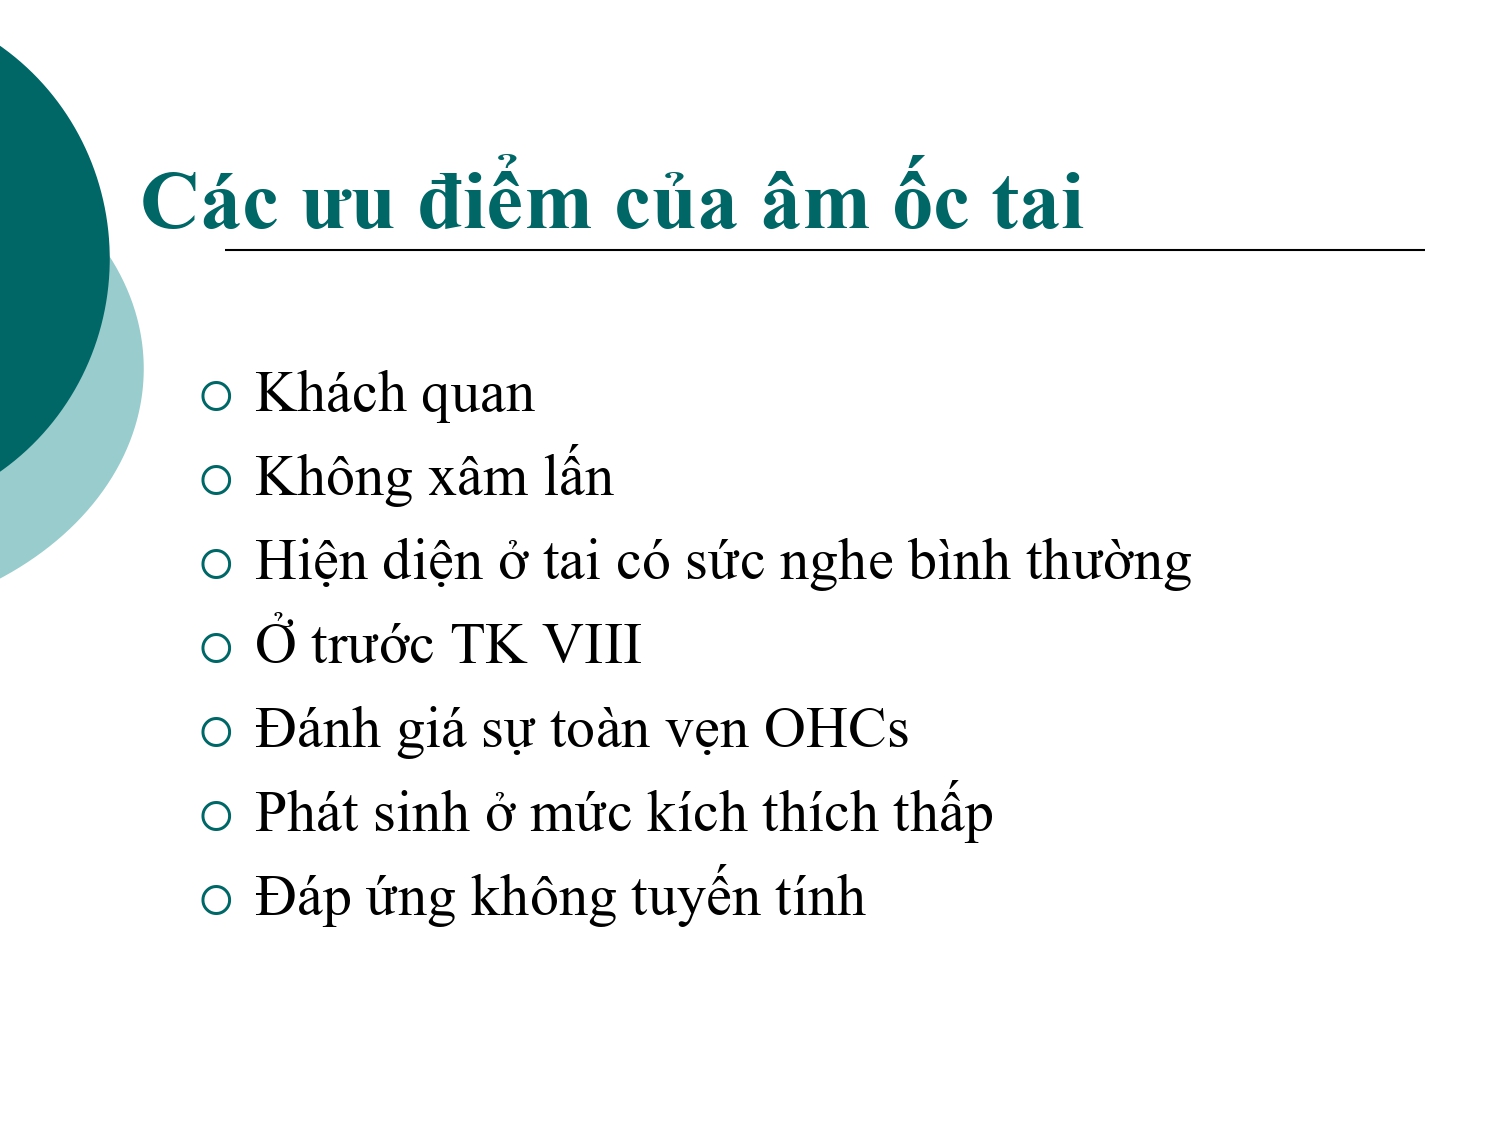 Các ưu điểm của âm ốc tai
Khách quan
Không xâm lấn
Hiện diện ở tai có sức nghe bình thường
Ở trước TK VIII
Đánh giá sự toàn vẹn OHCs
Phát sinh ở mức kích thích thấp
Đáp ứng không tuyến tính